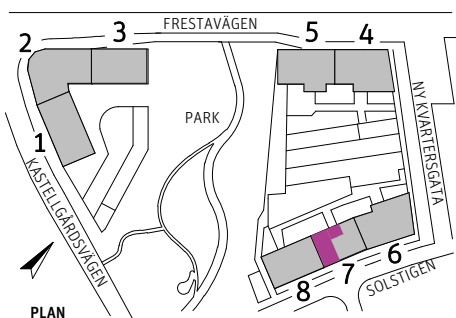 FRESTAVÄGEN
2
3
5
4
1
PARK
NY KVARTERSGATA
KASTELLGÅRDSVÄGEN
6
7
8
SOLSTIGEN
PLAN